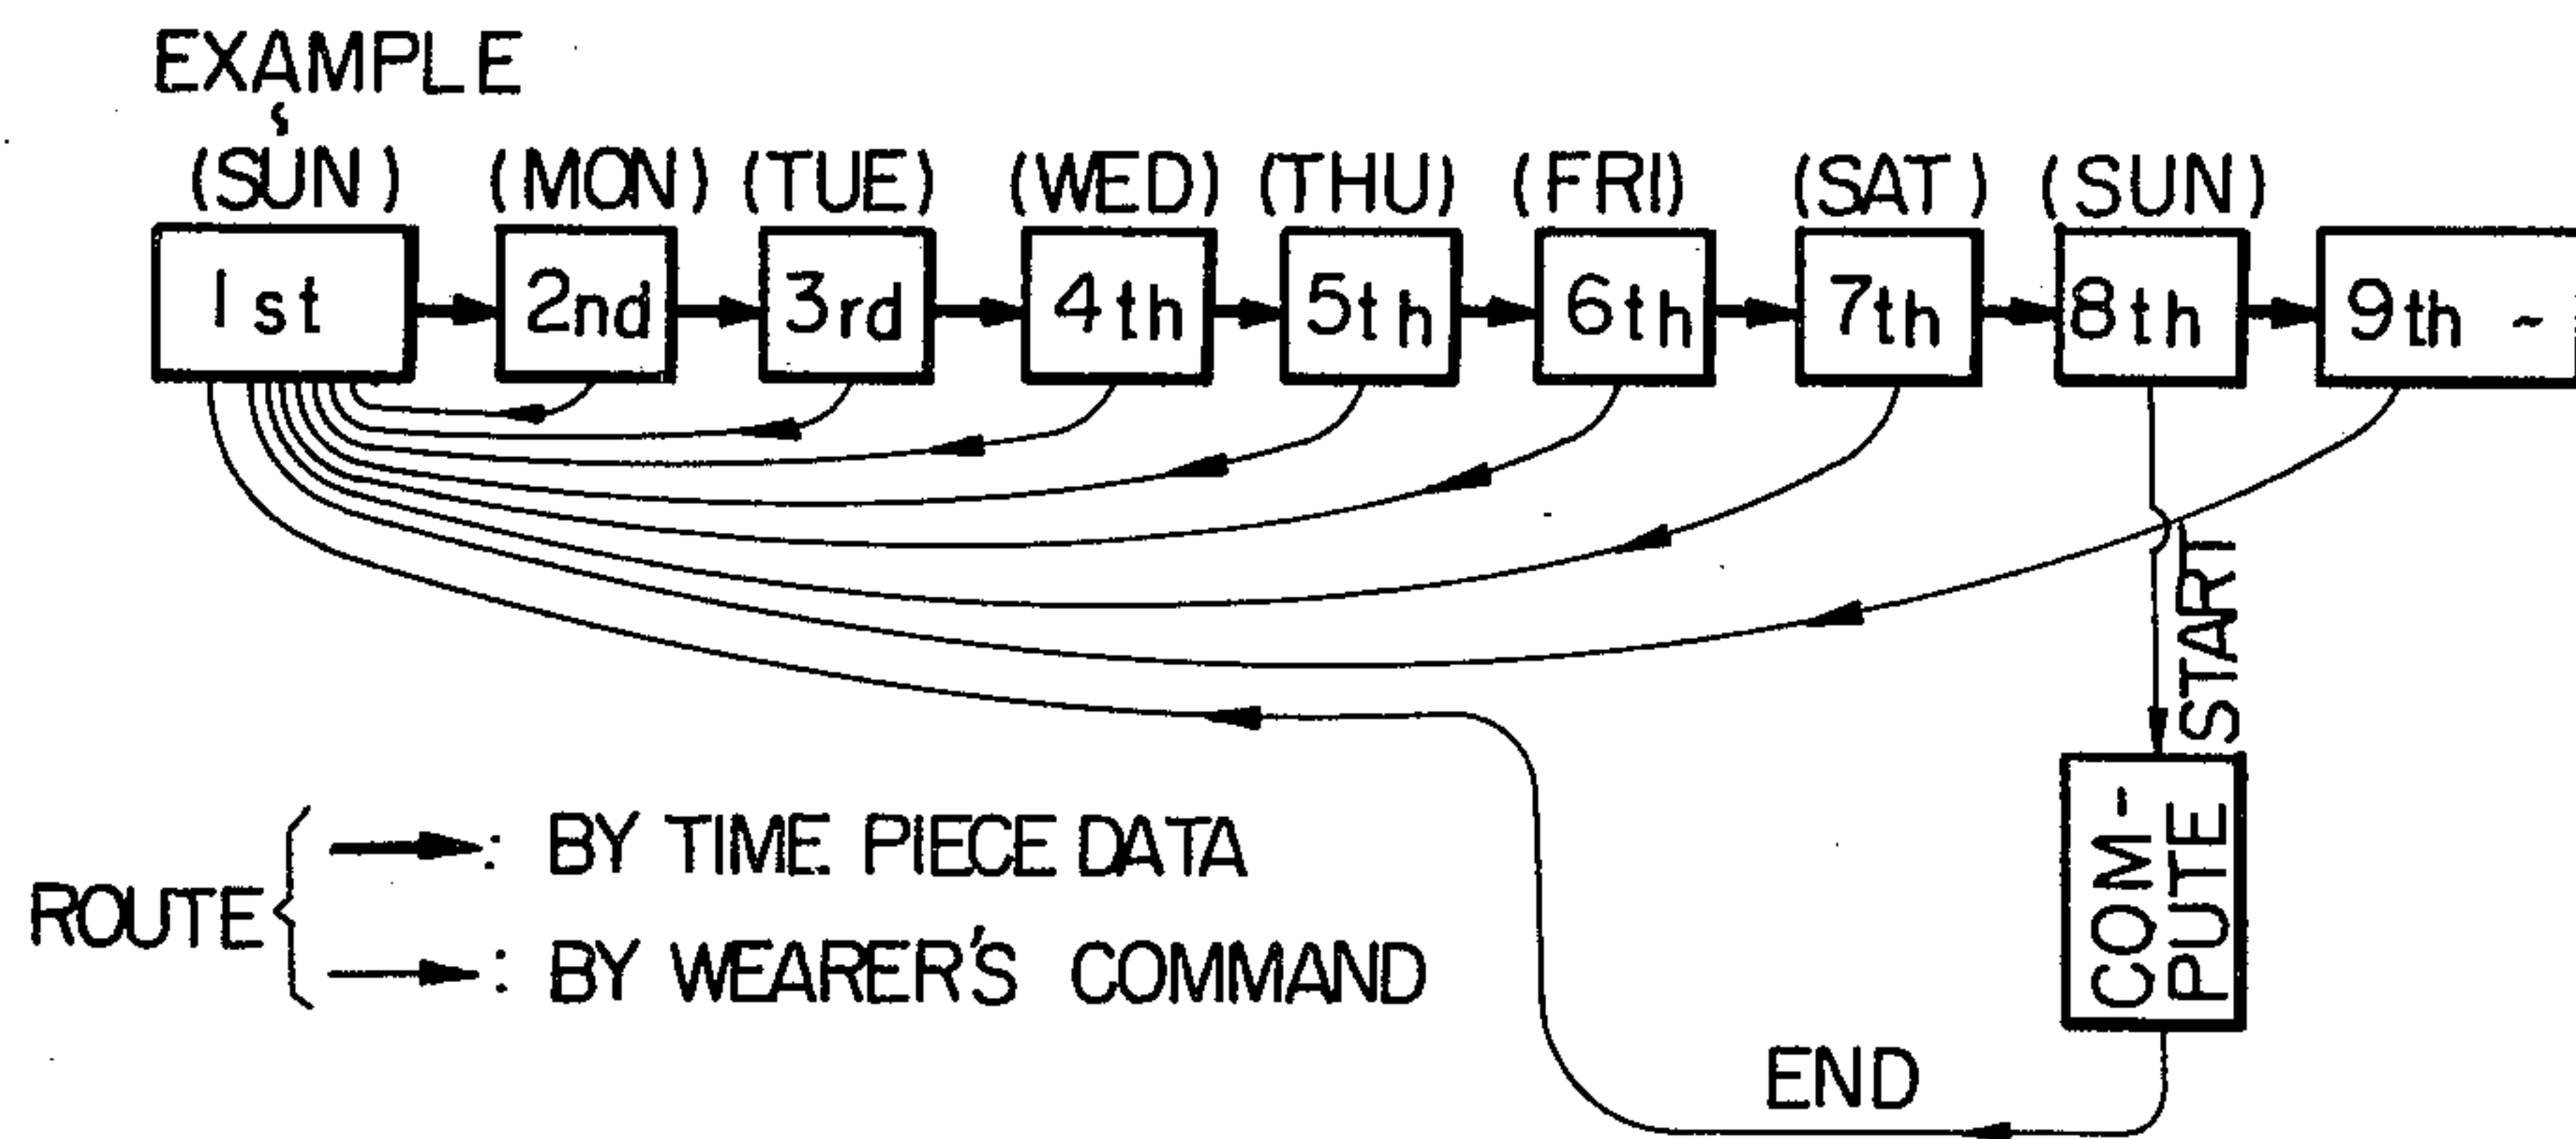 EXAMPLE
(SUN) (MON) (TUE) (WED) (THU) (FRI) (SAT) (SUN)
1st 2nd 3rd 4th 5th 6th 7th 8th 9th ~
START
COM-
PUTE
ROUTE
: BY TIME PIECE DATA
: BY WEARER'S COMMAND
END